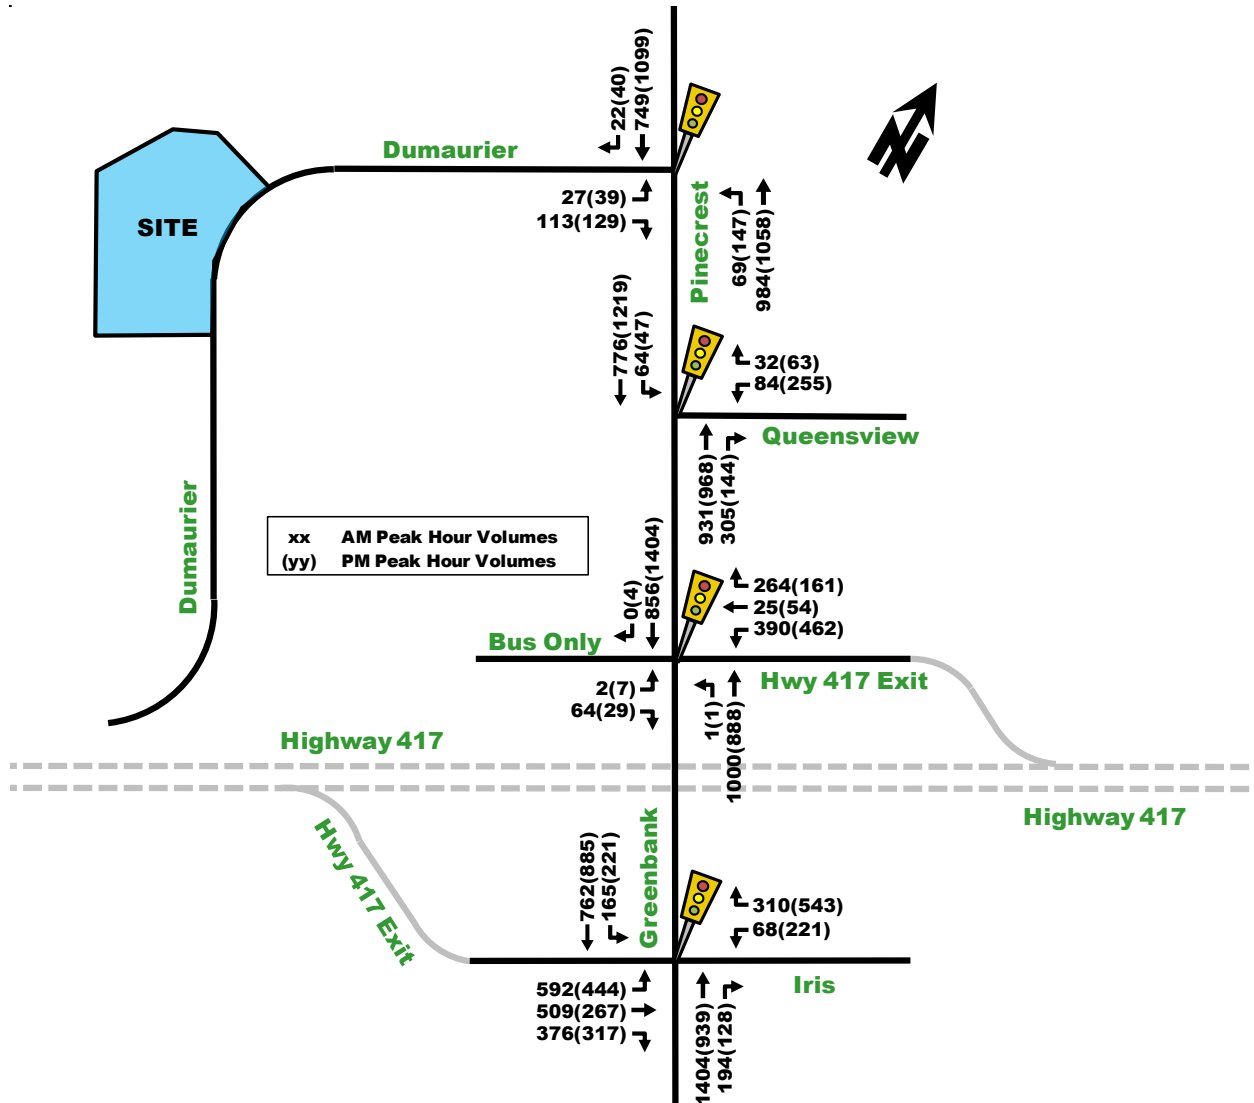 22(40)
749(1099)
Dumaurier
27(39)
113(129)
Pinecrest
69(147)
984(1058)
SITE
776(1219)
64(47)
32(63)
84(255)
Queensview
931(968)
305(144)
Dumaurier
xx AM Peak Hour Volumes
(yy) PM Peak Hour Volumes
0(4)
856(1404)
264(161)
25(54)
390(462)
Bus Only
Hwy 417 Exit
2(7)
64(29)
1(1)
1000(888)
Highway 417
Highway 417
Hwy 417 Exit
762(885)
165(221)
Greenbank
310(543)
68(221)
Iris
592(444)
509(267)
376(317)
1404(939)
194(128)
N